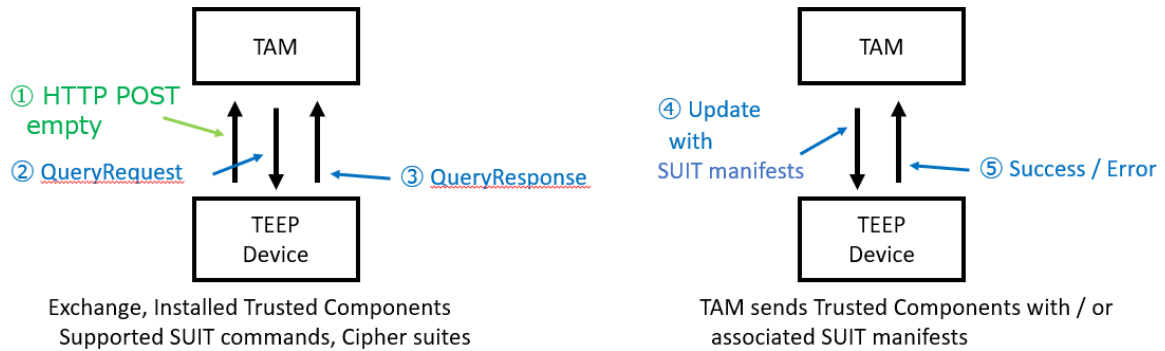 TAM
① HTTP POST
empty
② QueryRequest
③ QueryResponse
TEEP
Device
Exchange, Installed Trusted Components
Supported SUIT commands, Cipher suites
TAM
④ Update
with
SUIT manifests
⑤ Success / Error
TEEP
Device
TAM sends Trusted Components with / or
associated SUIT manifests